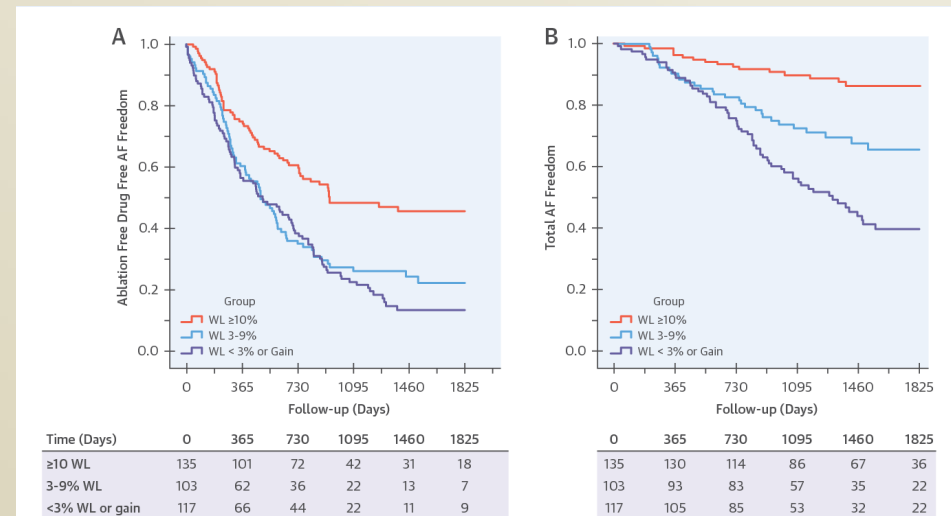 A
1.0
0.8
0.6
0.4
0.2
0.0
Ablation Free Drug Free AF Freedom
Group
WL ≥10%
WL 3-9%
WL < 3% or Gain
0 365 730 1095 1460 1825
Follow-up (Days)
B
1.0
0.8
0.6
0.4
0.2
0.0
Total AF Freedom
Group
WL ≥10%
WL 3-9%
WL < 3% or Gain
0 365 730 1095 1460 1825
Follow-up (Days)
Time (Days) 0 365 730 1095 1460 1825 0 365 730 1095 1460 1825
≥10 WL 135 101 72 42 31 18 135 130 114 86 67 36
3-9% WL 103 62 36 22 13 7 103 93 83 57 35 22
<3% WL or gain 117 66 44 22 11 9 117 105 85 53 32 22